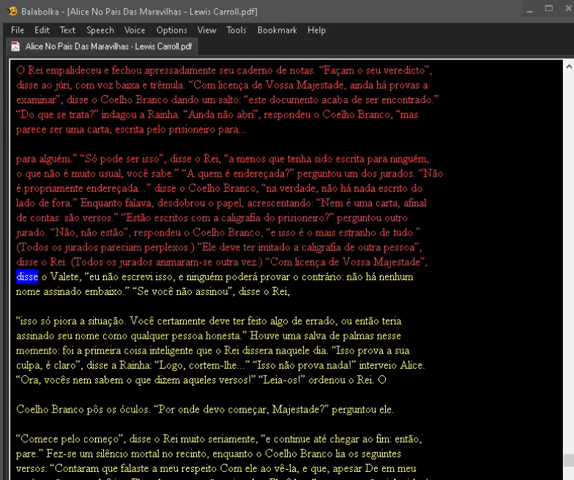 Balabolka - [Alice No Pais Das Maravilhas - Lewis Carroll.pdf]
File Edit Text Speech Voice Options View Bookmark Help
Alice No Pais Das Maravilhas - Lewis Carroll.pdf
O Rei empalideceu e fechou apressadamente seu caderno de notas. “Façam o seu veredicto”,
disse ao júri, com voz baixa e trêmula. “Com licença de Vossa Majestade, ainda há provas a
examinar”, disse o Coelho Branco dando um salto: “este documento acaba de ser encontrado.”
“Do que se trata?” indagou a Rainha. “Ainda não abri”, respondeu o Coelho Branco, “mas
parece ser uma carta, escrita pelo prisioneiro para...
para alguém.” “Só pode ser isso”, disse o Rei, “a menos que tenha sido escrita para ninguém,
o que não é muito usual, você sabe.” “A quem é endereçada?” perguntou um dos jurados. “Não
é propriamente endereçada...” disse o Coelho Branco, “na verdade, não há nada escrito do
lado de fora.” Enquanto falava, desdobrou o papel, acrescentando: “Nem é uma carta, afinal
de contas: são versos.” “Estão escritos com a caligrafia do prisioneiro?” perguntou outro
jurado. “Não, não estão”, respondeu o Coelho Branco, “e isso é o mais estranho de tudo.”
(Todos os jurados pareciam perplexos.) “Ele deve ter imitado a caligrafia de outra pessoa”,
disse o Rei. (Todos os jurados animaram-se outra vez.) “Com licença de Vossa Majestade”,
disse o Valete, “eu não escrevi isso, e ninguém poderá provar o contrário: não há nenhum
nome assinado embaixo.” “Se você não assinou”, disse o Rei,
“isso só piora a situação. Você certamente deve ter feito algo de errado, ou então teria
assinado seu nome como qualquer pessoa honesta.” Houve uma salva de palmas nesse
momento: foi a primeira coisa inteligente que o Rei dissera naquele dia. “Isso prova a sua
culpa, é claro”, disse a Rainha: “Logo, cortem-lhe...” “Isso não prova nada!” interveio Alice.
“Ora, vocês nem sabem o que dizem aqueles versos!” “Leia-os!” ordenou o Rei. O
Coelho Branco pôs os óculos. “Por onde devo começar, Majestade?” perguntou ele.
“Comece pelo começo”, disse o Rei muito seriamente, “e continue até chegar ao fim: então,
pare.” Fez-se um silêncio mortal no recinto, enquanto o Coelho Branco lia os seguintes
versos: “Contaram que falaste a meu respeito Com ele ao vê-la, e que, apesar De em meu